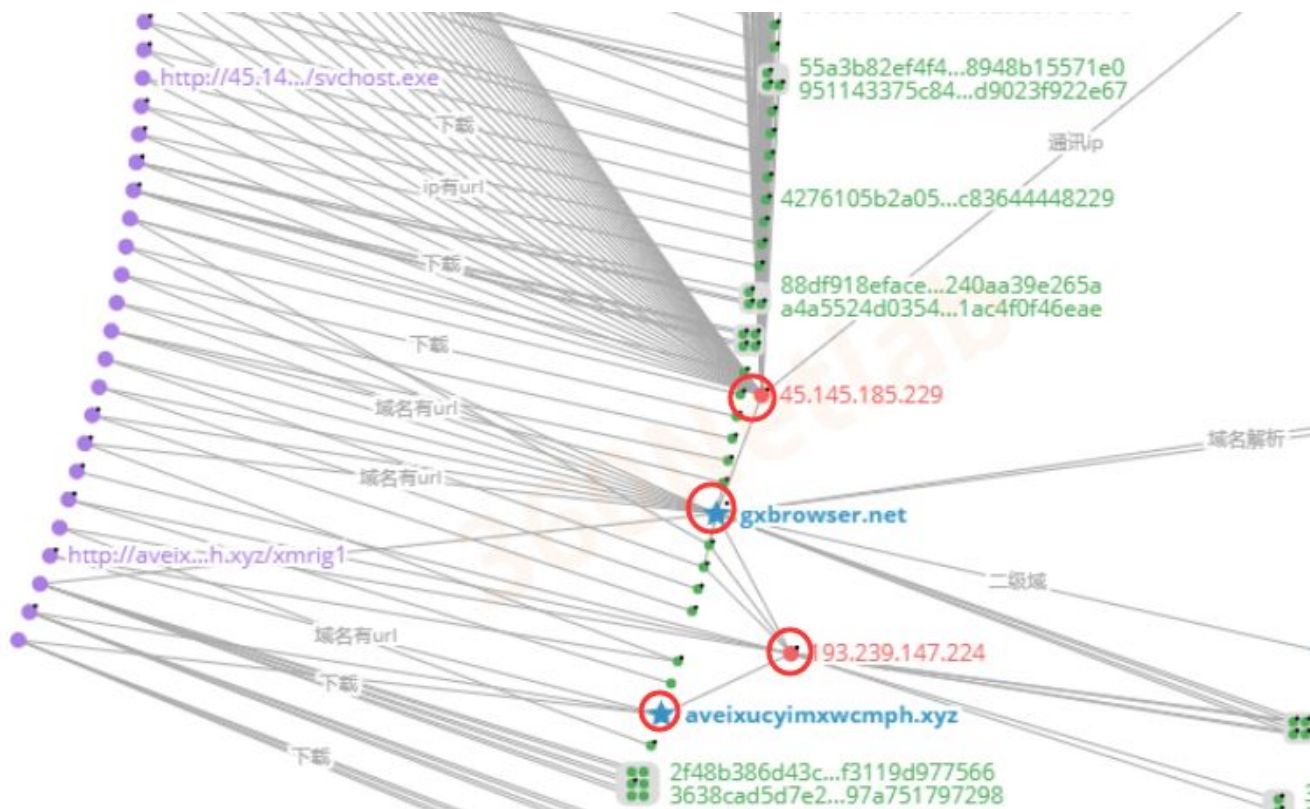 http://45.14.../svchost.exe
55a3b82ef4f4...8948b15571e0
951143375c84...d9023f922e67
下载
通讯ip
ip有url
4276105b2a05...c83644448229
下载
88df918eface...240aa39e265a
a4a5524d0354...1ac4f0f46eae
下载
45.145.185.229
域名有url
域名解析
域名有url
gxbrowser.net
360Netlab
http://aveix...h.xyz/xmrig1
二级域
域名有url
193.239.147.224
下载
aveixucyimxwcmph.xyz
下载
2f48b386d43c...f3119d977566
3638cad5d7e2...97a751797298